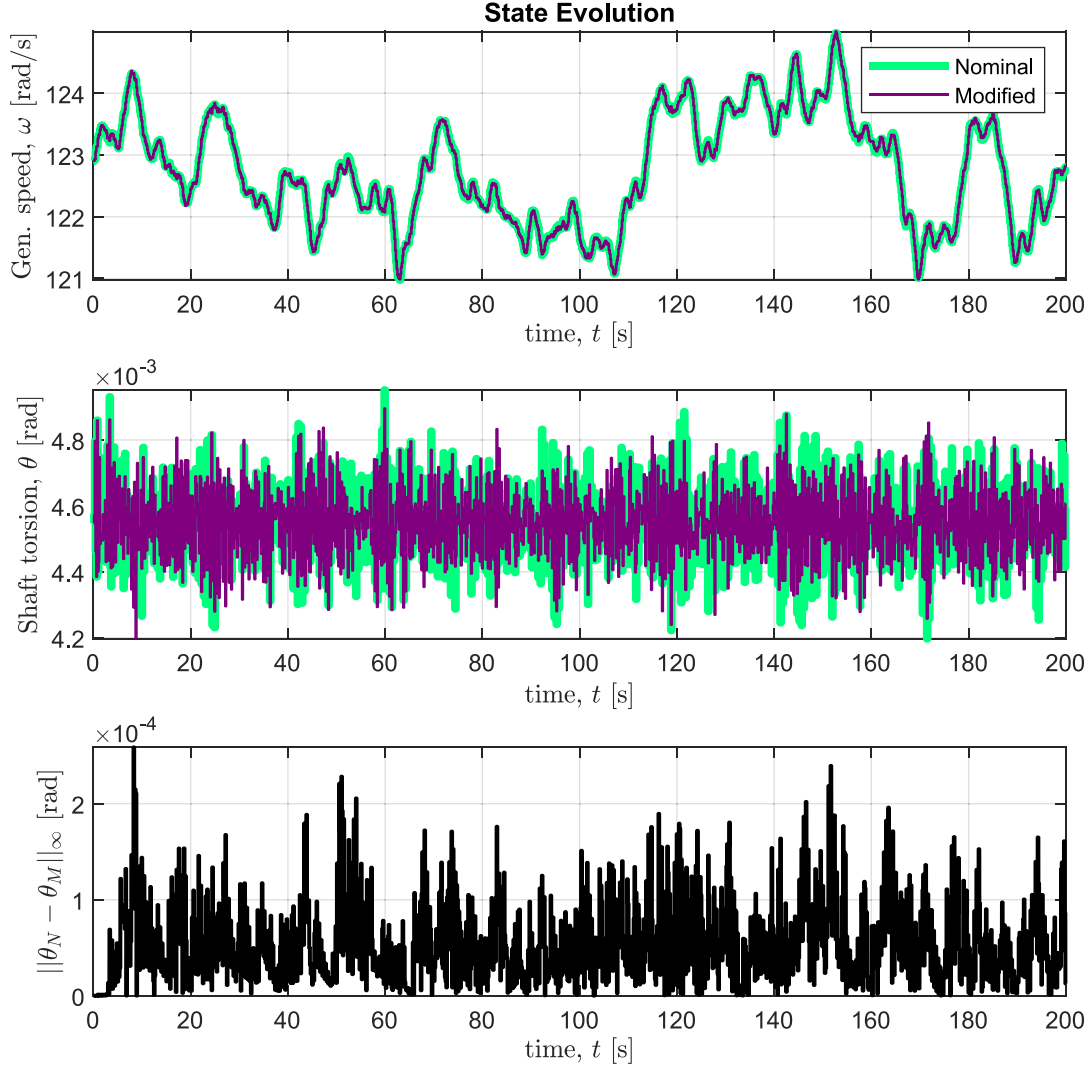 State Evolution
Gen. speed, ω [rad/s]
124
123
122
121
Nominal
Modified
0 20 40 60 80 100 120 140 160 180 200
time, t [s]
×10⁻³
Shaft torsion, θ [rad]
4.8
4.6
4.4
4.2
0 20 40 60 80 100 120 140 160 180 200
time, t [s]
×10⁻⁴
||θ_N − θ_M||_∞ [rad]
2
1
0
0 20 40 60 80 100 120 140 160 180 200
time, t [s]